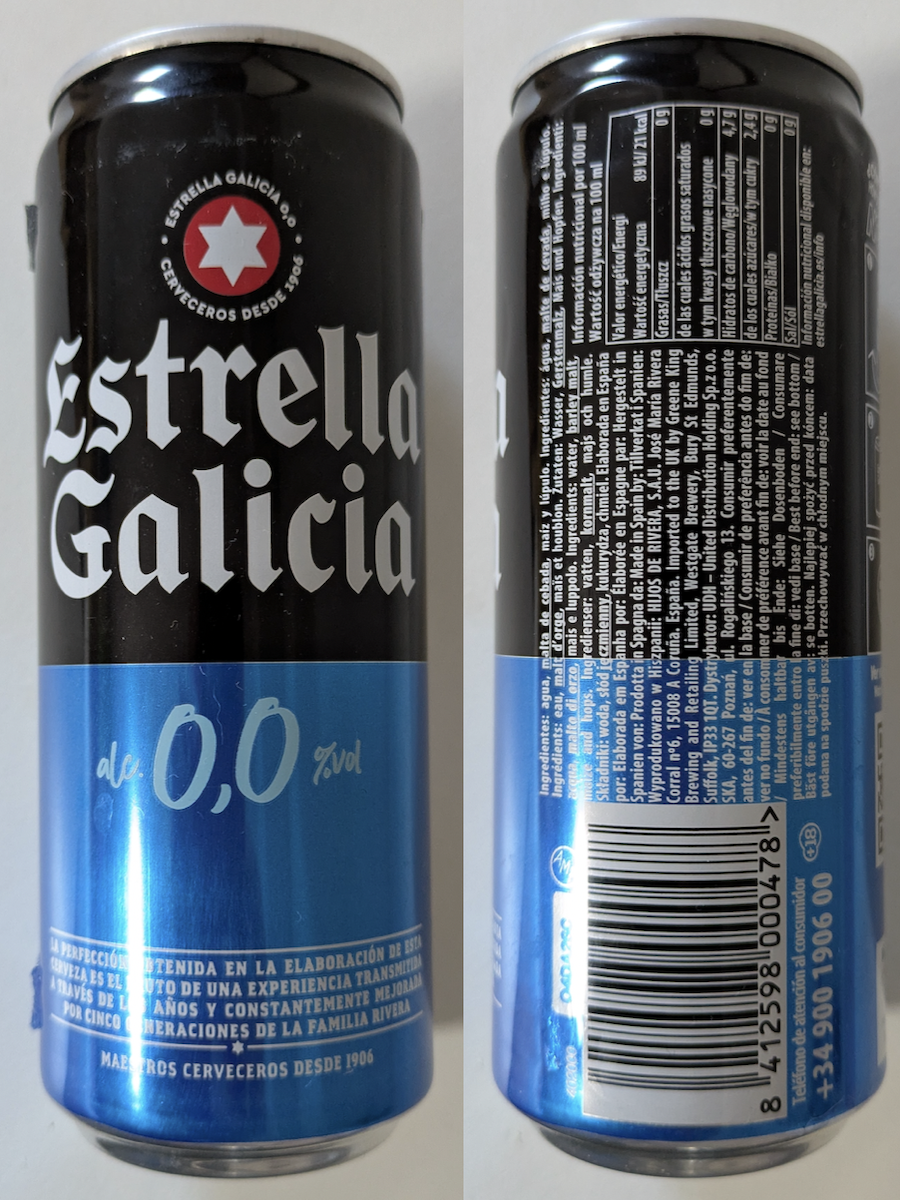 ESTRELLA GALICIA 0,0
CERVECEROS DESDE 1906
Estrella
Galicia
alc. 0,0 %vol
LA PERFECCIÓN OBTENIDA EN LA ELABORACIÓN DE ESTA
CERVEZA ES EL FRUTO DE UNA EXPERIENCIA TRANSMITIDA
A TRAVÉS DE LOS AÑOS Y CONSTANTEMENTE MEJORADA
POR CINCO GENERACIONES DE LA FAMILIA RIVERA
MAESTROS CERVECEROS DESDE 1906
Ingredientes: agua, malta de cebada, maíz y lúpulo. Ingredientes: água, malte de cevada, milho e lúpulo.
Ingrédients: eau, malt d'orge, maïs et houblon. Zutaten: Wasser, Gerstenmalz, Mais und Hopfen. Ingredienti:
acqua, malto di orzo, mais e luppolo. Ingredients: water, barley malt,
maize and hops. Ingredienser: vatten, kornmalt, majs och humle.
Składniki: woda, słód jęczmienny, kukurydza, chmiel. Elaborada en España
por: Elaborada em Espanha por: Élaborée en Espagne par: Hergestelt in
Spanien von: Prodotta in Spagna da: Made in Spain by: Tillverkat i Spanien:
Wyprodukowano w Hiszpanii: HIJOS DE RIVERA, S.A.U. José María Rivera
Corral nº6, 15008 A Coruña. España. Imported to the UK by Greene King
Brewing and Retailing Limited, Westgate Brewery, Bury St Edmunds,
Suffolk, IP33 1QT. Dystrybutor: UDH – United Distribution Holding Sp.z o.o.
SKA, 60-267 Poznań, ul. Rogalińskiego 13. Consumir preferentemente
antes del fin de: ver en la base / Consumir de preferência antes do fim de:
ver no fundo / A consommer de préférence avant fin de: voir la date au fond
/ Mindestens haltbar bis Ende: Siehe Dosenboden / Consumare
preferibilmente entro la fine di: vedi base / Best before end: see bottom /
Bäst före utgången av: se botten. Najlepiej spożyć przed końcem: data
podana na spodzie puszki. Przechowywać w chłodnym miejscu.
Información nutricional por 100 ml
Wartość odżywcza na 100 ml
Valor energético/Energi
Wartość energetyczna 89 kJ/ 21 kcal
Grasas/Tłuszcz 0 g
de las cuales ácidos grasos saturados
w tym kwasy tłuszczowe nasycone 0 g
Hidratos de carbono/Węglowodany 4,7 g
de los cuales azúcares/w tym cukry 2,4 g
Proteínas/Białko 0 g
Sal/Sól 0 g
Información nutricional disponible en:
estrellagalicia.es/info
8 412598 000478 >
Teléfono de atención al consumidor
+34 900 1906 00
+18